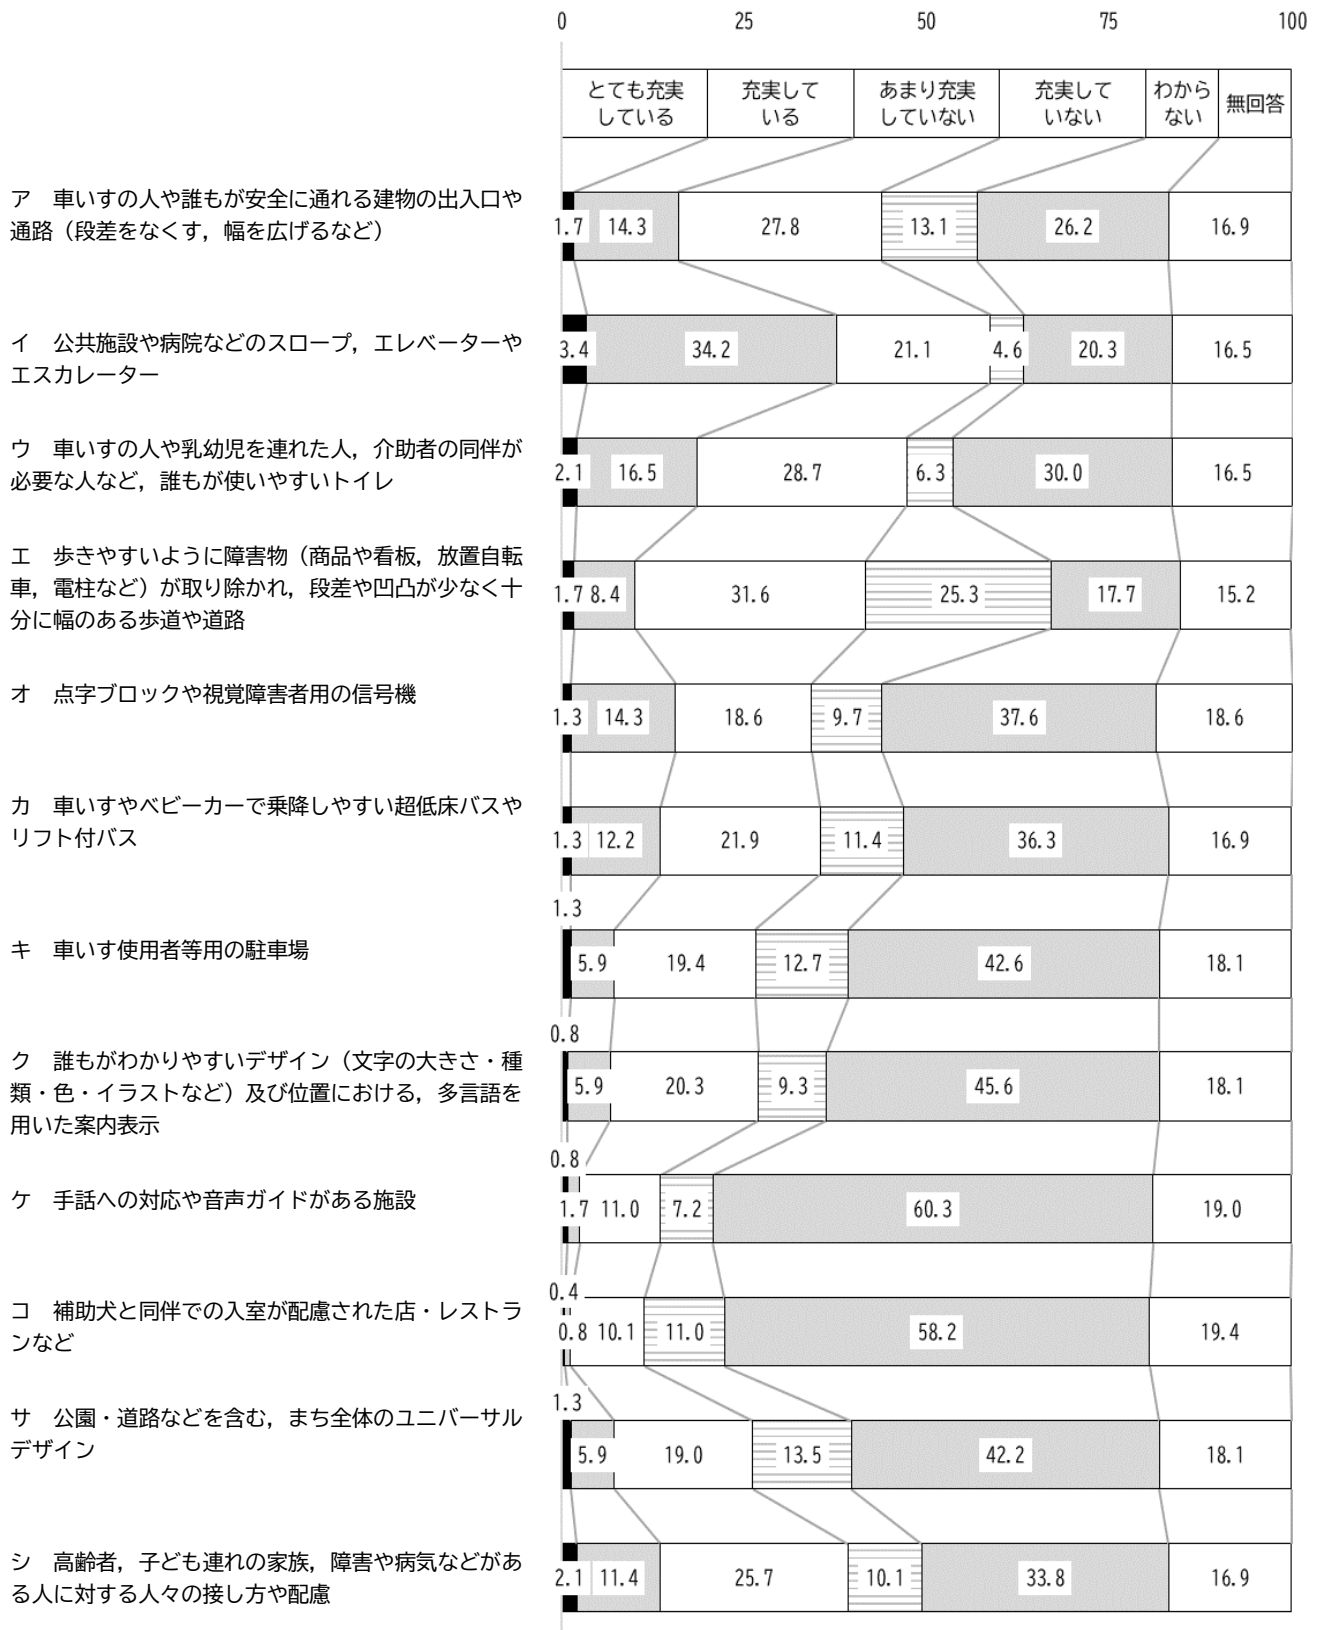 0 25 50 75 100
とても充実 充実して あまり充実 充実して わから 無回答
している いる していない いない ない
ア 車いすの人や誰もが安全に通れる建物の出入口や
通路（段差をなくす，幅を広げるなど）
1.7 14.3 27.8 13.1 26.2 16.9
イ 公共施設や病院などのスロープ，エレベーターや
エスカレーター
3.4 34.2 21.1 4.6 20.3 16.5
ウ 車いすの人や乳幼児を連れた人，介助者の同伴が
必要な人など，誰もが使いやすいトイレ
2.1 16.5 28.7 6.3 30.0 16.5
エ 歩きやすいように障害物（商品や看板，放置自転
車，電柱など）が取り除かれ，段差や凹凸が少なく十
分に幅のある歩道や道路
1.7 8.4 31.6 25.3 17.7 15.2
オ 点字ブロックや視覚障害者用の信号機
1.3 14.3 18.6 9.7 37.6 18.6
カ 車いすやベビーカーで乗降しやすい超低床バスや
リフト付バス
1.3 12.2 21.9 11.4 36.3 16.9
キ 車いす使用者等用の駐車場
1.3
5.9 19.4 12.7 42.6 18.1
ク 誰もがわかりやすいデザイン（文字の大きさ・種
類・色・イラストなど）及び位置における，多言語を
用いた案内表示
0.8
5.9 20.3 9.3 45.6 18.1
ケ 手話への対応や音声ガイドがある施設
0.8
1.7 11.0 7.2 60.3 19.0
コ 補助犬と同伴での入室が配慮された店・レストラ
ンなど
0.4
0.8 10.1 11.0 58.2 19.4
サ 公園・道路などを含む，まち全体のユニバーサル
デザイン
1.3
5.9 19.0 13.5 42.2 18.1
シ 高齢者，子ども連れの家族，障害や病気などがあ
る人に対する人々の接し方や配慮
2.1 11.4 25.7 10.1 33.8 16.9